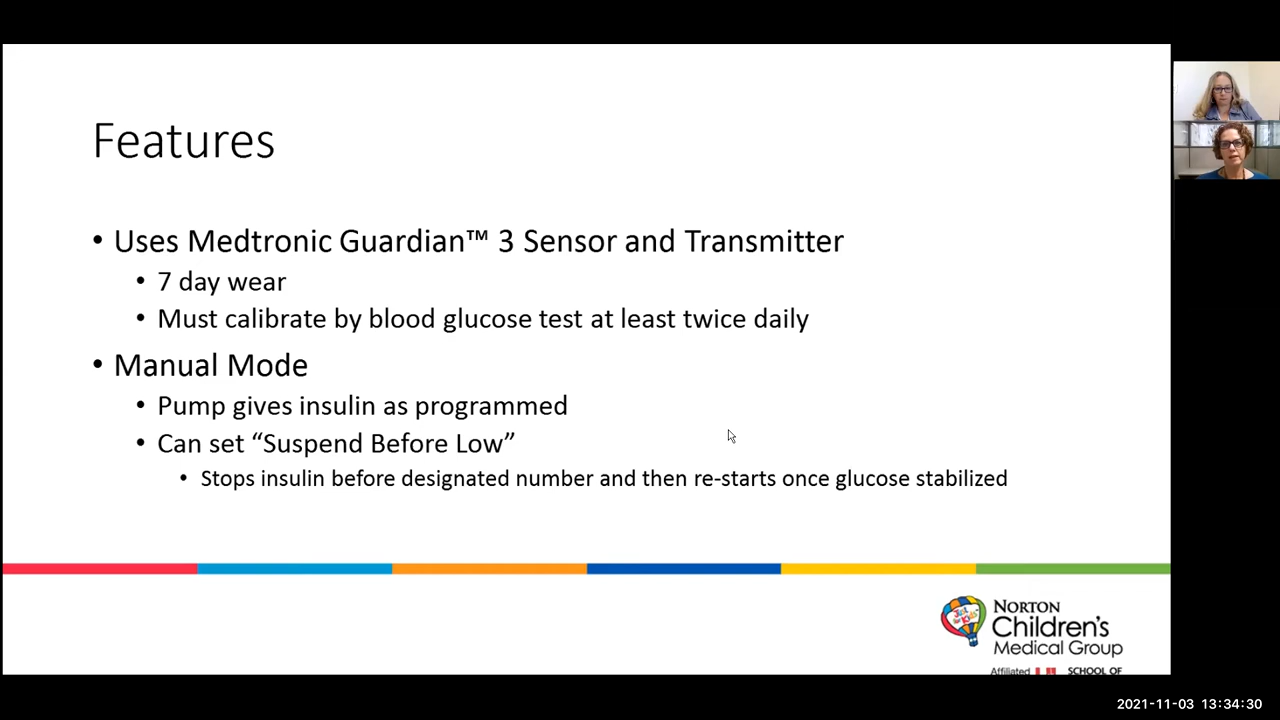 Features
• Uses Medtronic Guardian™ 3 Sensor and Transmitter
• 7 day wear
• Must calibrate by blood glucose test at least twice daily
• Manual Mode
• Pump gives insulin as programmed
• Can set “Suspend Before Low”
• Stops insulin before designated number and then re-starts once glucose stabilized
Just for Kids
NORTON
Children's
Medical Group
Affiliated SCHOOL OF
2021-11-03 13:34:30